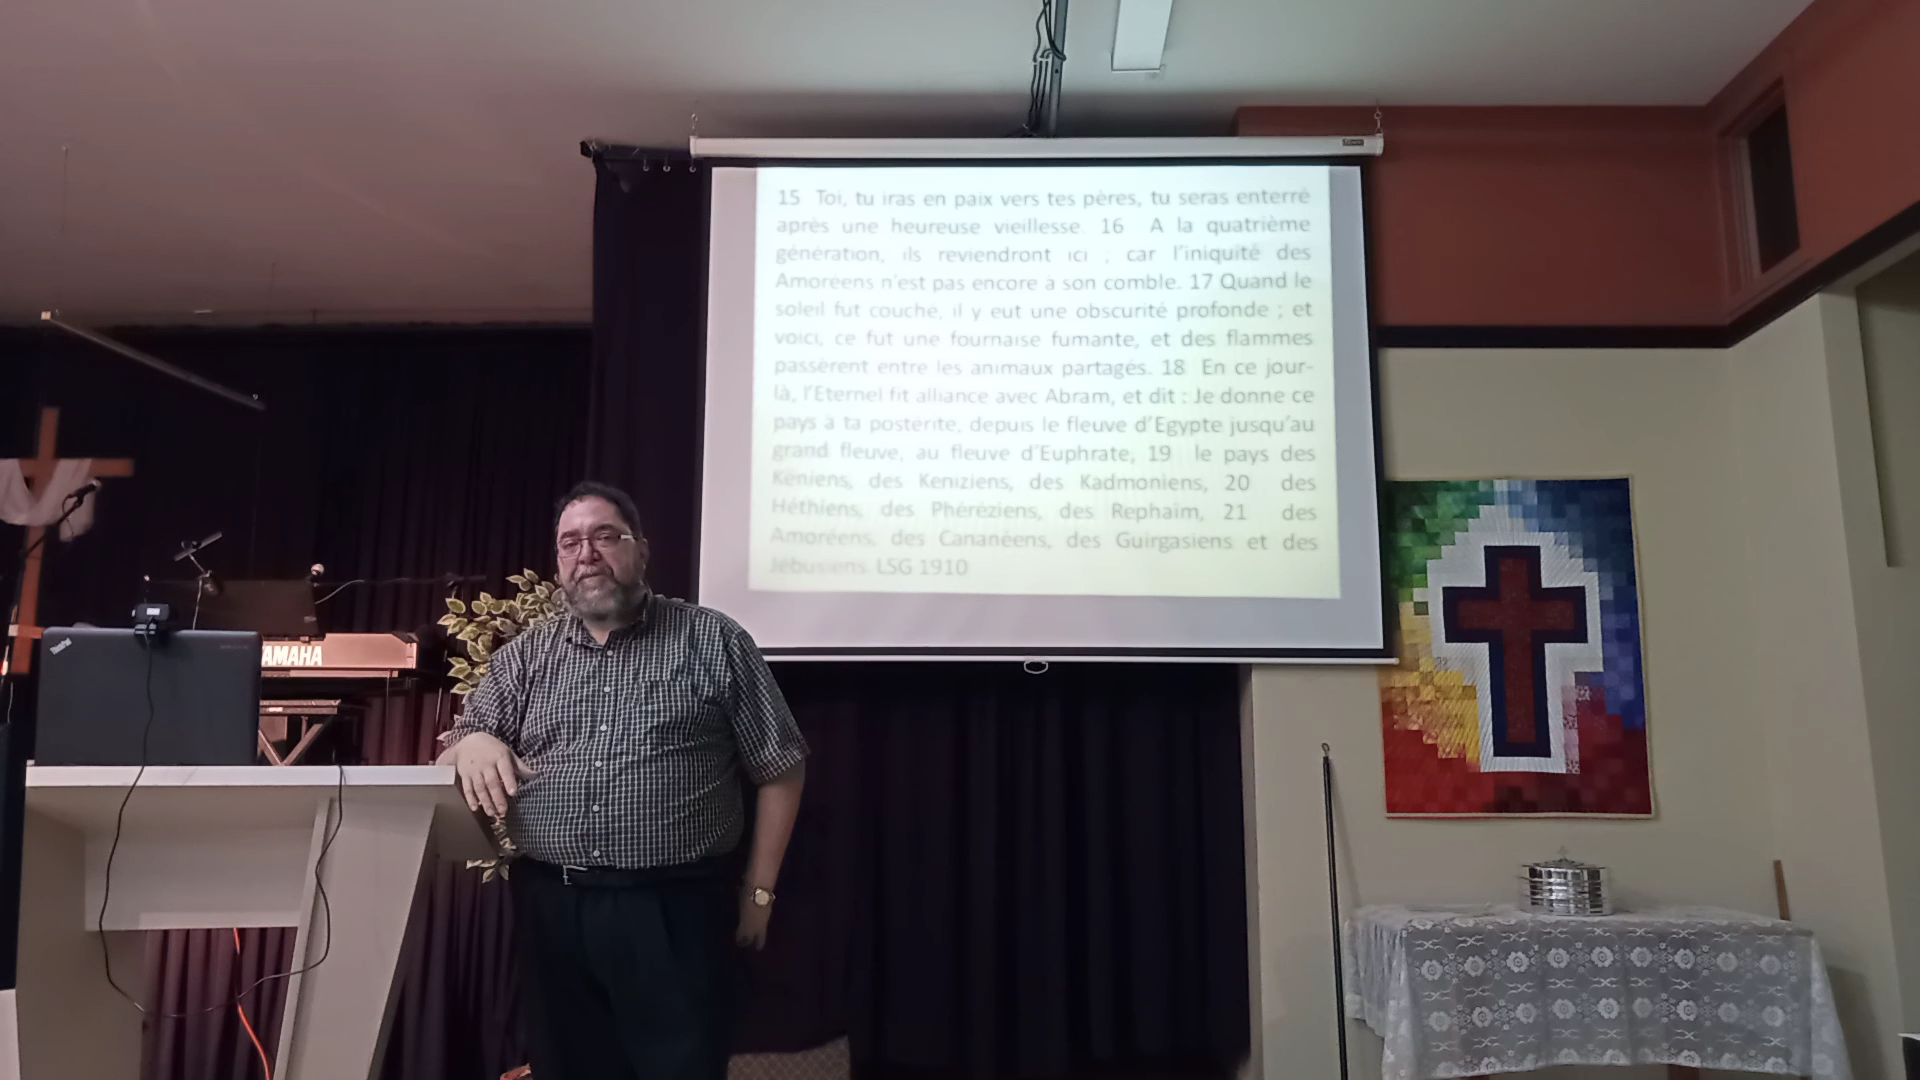 15 Toi, tu iras en paix vers tes pères, tu seras enterré
après une heureuse vieillesse. 16 A la quatrième
génération, ils reviendront ici ; car l'iniquité des
Amoréens n'est pas encore à son comble. 17 Quand le
soleil fut couché, il y eut une obscurité profonde ; et
voici, ce fut une fournaise fumante, et des flammes
passèrent entre les animaux partagés. 18 En ce jour-
là, l'Eternel fit alliance avec Abram, et dit : Je donne ce
pays à ta postérité, depuis le fleuve d'Egypte jusqu'au
grand fleuve, au fleuve d'Euphrate, 19 le pays des
Kéniens, des Keniziens, des Kadmoniens, 20 des
Héthiens, des Phéréziens, des Rephaïm, 21 des
Amoréens, des Cananéens, des Guirgasiens et des
Jébusiens. LSG 1910
ThinkPad
YAMAHA